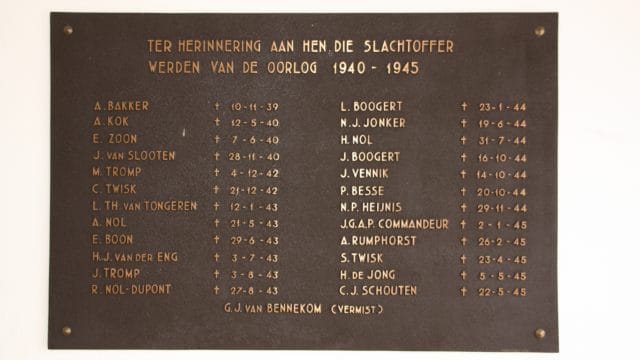 TER HERINNERING AAN HEN, DIE SLACHTOFFER
WERDEN VAN DE OORLOG 1940 - 1945
A. BAKKER † 10-11-39
A. KOK † 12-5-40
E. ZOON † 7-6-40
J. VAN SLOOTEN † 28-11-40
M. TROMP † 4-12-42
C. TWISK † 21-12-42
L. TH. VAN TONGEREN † 12-1-43
A. NOL † 21-5-43
E. BOON † 29-6-43
H.J. VAN DER ENG † 3-7-43
J. TROMP † 3-8-43
R. NOL-DUPONT † 27-8-43
L. BOOGERT † 23-1-44
N.J. JONKER † 19-6-44
H. NOL † 31-7-44
J. BOOGERT † 16-10-44
J. VENNIK † 14-10-44
P. BESSE † 20-10-44
N.P. HEIJNIS † 29-11-44
J.G.A.P. COMMANDEUR † 2-1-45
A. RUMPHORST † 26-2-45
S. TWISK † 23-4-45
H. DE JONG † 5-5-45
C.J. SCHOUTEN † 22-5-45
G.J. VAN BENNEKOM (VERMIST)